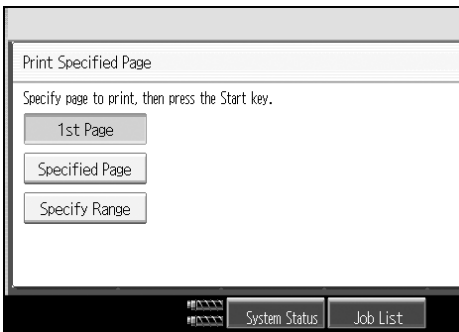 Print Specified Page
Specify page to print, then press the Start key.
1st Page
Specified Page
Specify Range
System Status
Job List